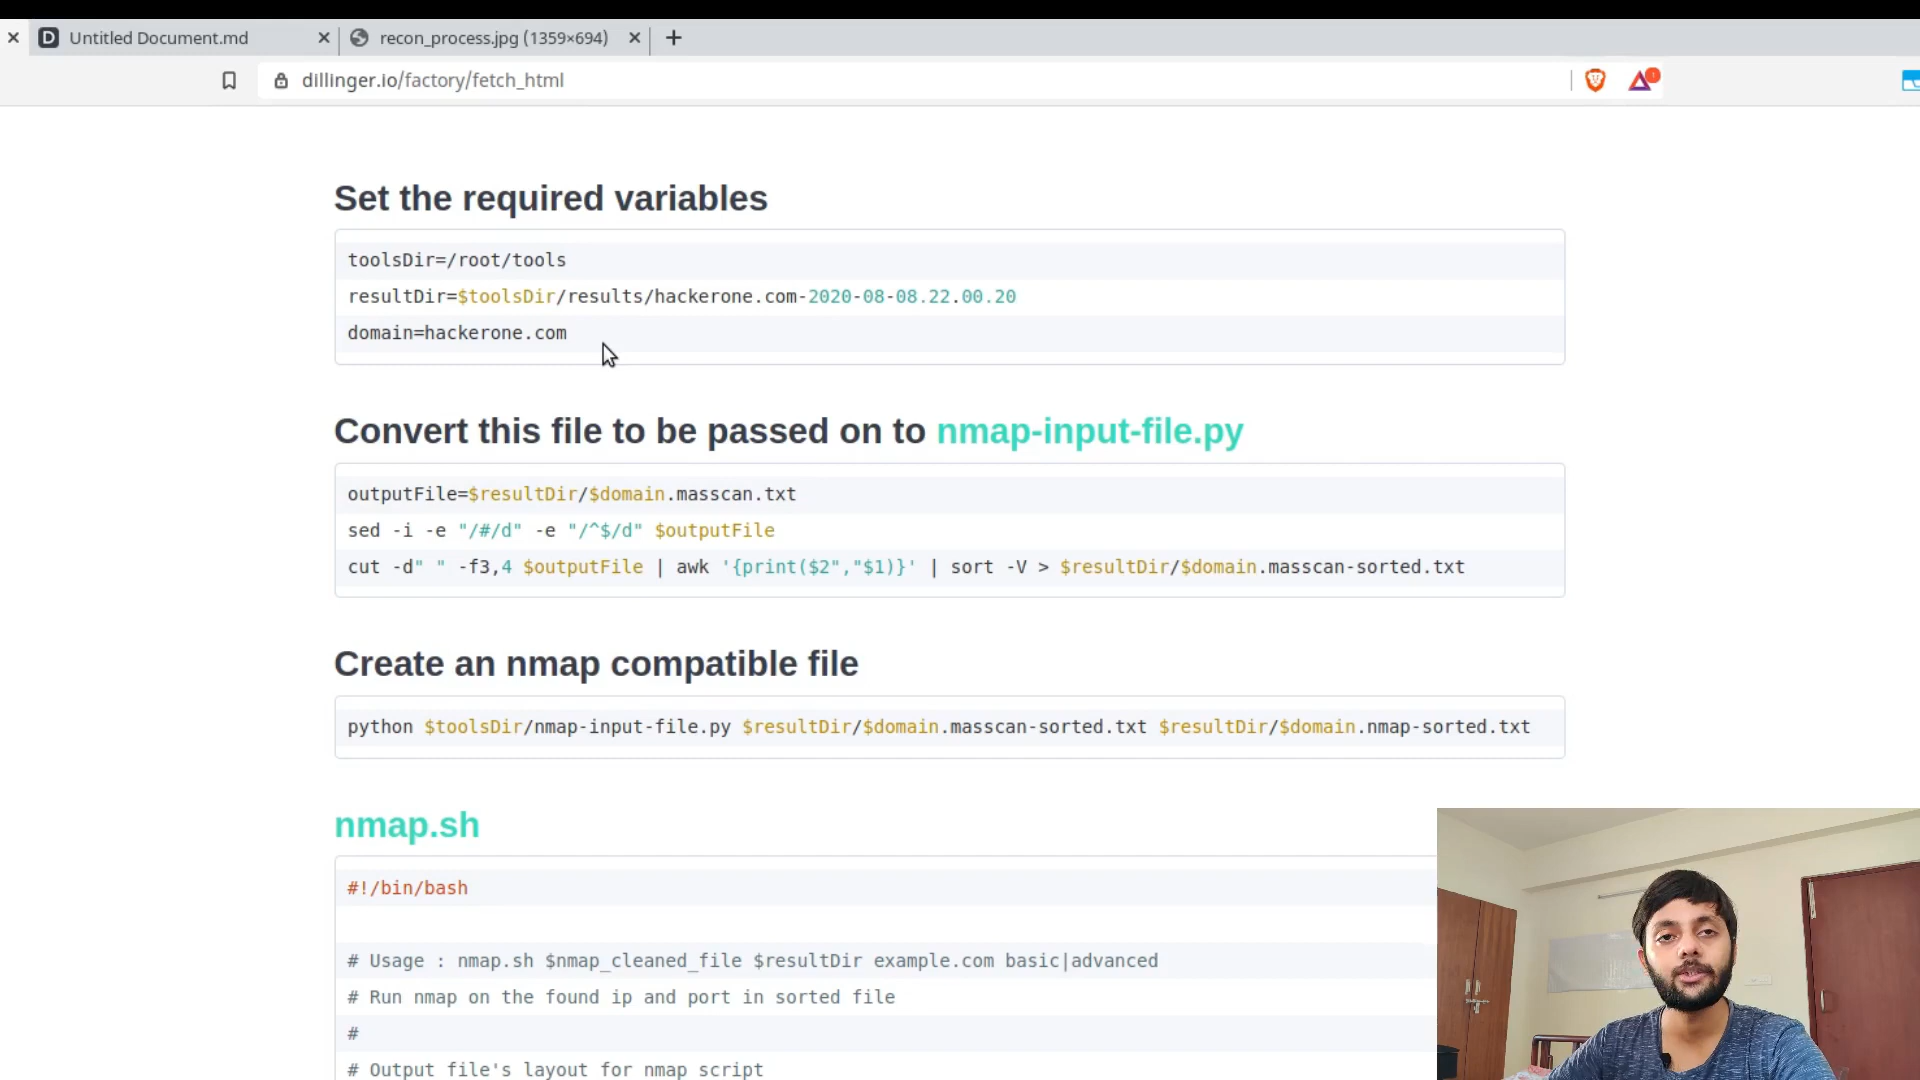 Untitled Document.md
recon_process.jpg (1359×694)
dillinger.io/factory/fetch_html
Set the required variables
toolsDir=/root/tools
resultDir=$toolsDir/results/hackerone.com-2020-08-08.22.00.20
domain=hackerone.com
Convert this file to be passed on to nmap-input-file.py
outputFile=$resultDir/$domain.masscan.txt
sed -i -e "/#/d" -e "/^$/d" $outputFile
cut -d" " -f3,4 $outputFile | awk '{print($2","$1)}' | sort -V > $resultDir/$domain.masscan-sorted.txt
Create an nmap compatible file
python $toolsDir/nmap-input-file.py $resultDir/$domain.masscan-sorted.txt $resultDir/$domain.nmap-sorted.txt
nmap.sh
#!/bin/bash
# Usage : nmap.sh $nmap_cleaned_file $resultDir example.com basic|advanced
# Run nmap on the found ip and port in sorted file
#
# Output file's layout for nmap script